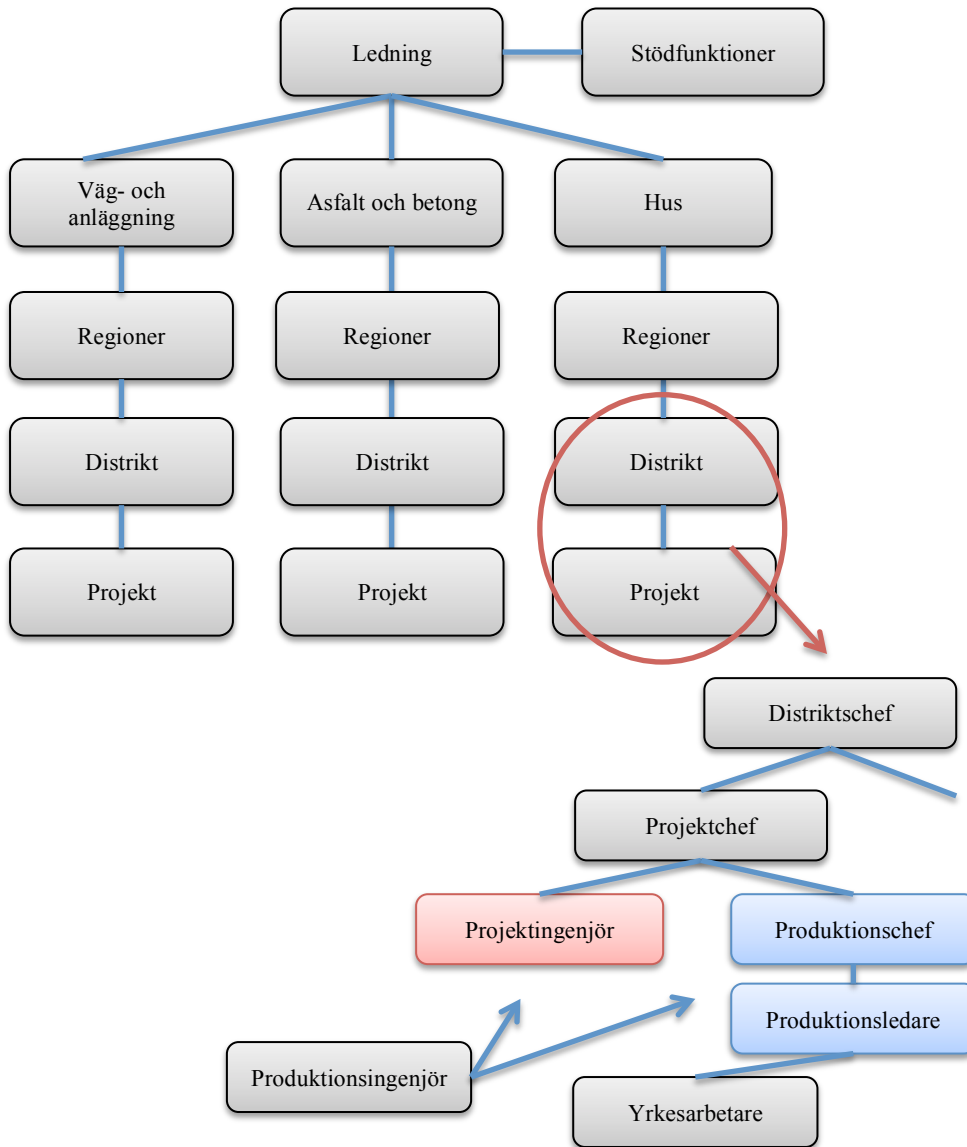 Ledning
Stödfunktioner
Väg- och
anläggning
Asfalt och betong
Hus
Regioner
Regioner
Regioner
Distrikt
Distrikt
Distrikt
Projekt
Projekt
Projekt
Distriktschef
Projektchef
Projektingenjör
Produktionschef
Produktionsledare
Produktionsingenjör
Yrkesarbetare